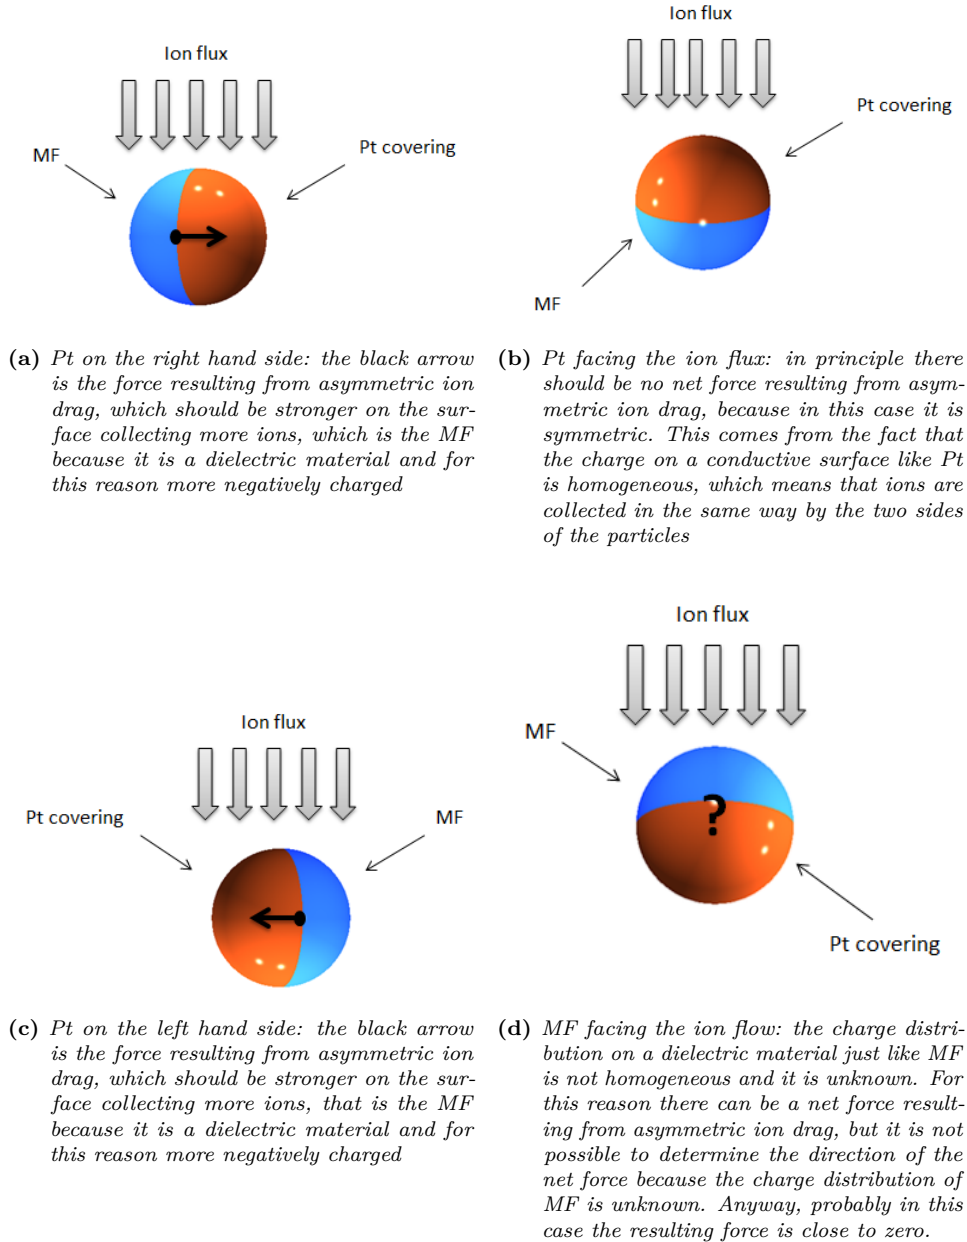 Ion flux
MF
Pt covering
(a) Pt on the right hand side: the black arrow
is the force resulting from asymmetric ion
drag, which should be stronger on the sur-
face collecting more ions, which is the MF
because it is a dielectric material and for
this reason more negatively charged
Ion flux
Pt covering
MF
(b) Pt facing the ion flux: in principle there
should be no net force resulting from asym-
metric ion drag, because in this case it is
symmetric. This comes from the fact that
the charge on a conductive surface like Pt
is homogeneous, which means that ions are
collected in the same way by the two sides
of the particles
Ion flux
Pt covering
MF
(c) Pt on the left hand side: the black arrow
is the force resulting from asymmetric ion
drag, which should be stronger on the sur-
face collecting more ions, that is the MF
because it is a dielectric material and for
this reason more negatively charged
Ion flux
MF
?
Pt covering
(d) MF facing the ion flow: the charge distri-
bution on a dielectric material just like MF
is not homogeneous and it is unknown. For
this reason there can be a net force result-
ing from asymmetric ion drag, but it is not
possible to determine the direction of the
net force because the charge distribution of
MF is unknown. Anyway, probably in this
case the resulting force is close to zero.